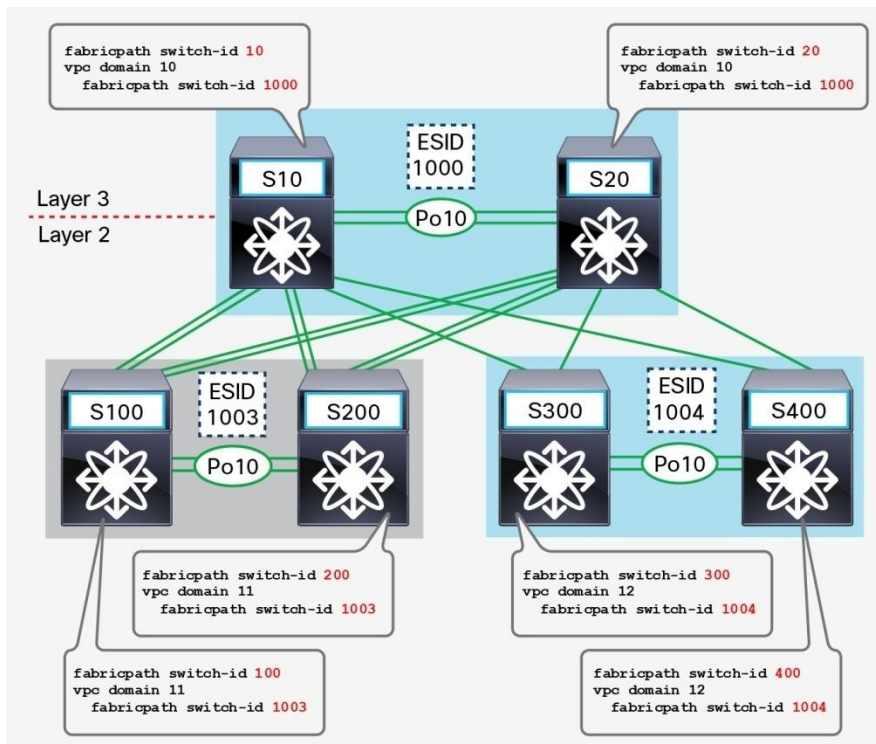 fabricpath switch-id 10
vpc domain 10
fabricpath switch-id 1000
fabricpath switch-id 20
vpc domain 10
fabricpath switch-id 1000
ESID
1000
S10
S20
Layer 3
Layer 2
Po10
S100
ESID
1003
S200
Po10
S300
ESID
1004
S400
Po10
fabricpath switch-id 200
vpc domain 11
fabricpath switch-id 1003
fabricpath switch-id 300
vpc domain 12
fabricpath switch-id 1004
fabricpath switch-id 100
vpc domain 11
fabricpath switch-id 1003
fabricpath switch-id 400
vpc domain 12
fabricpath switch-id 1004